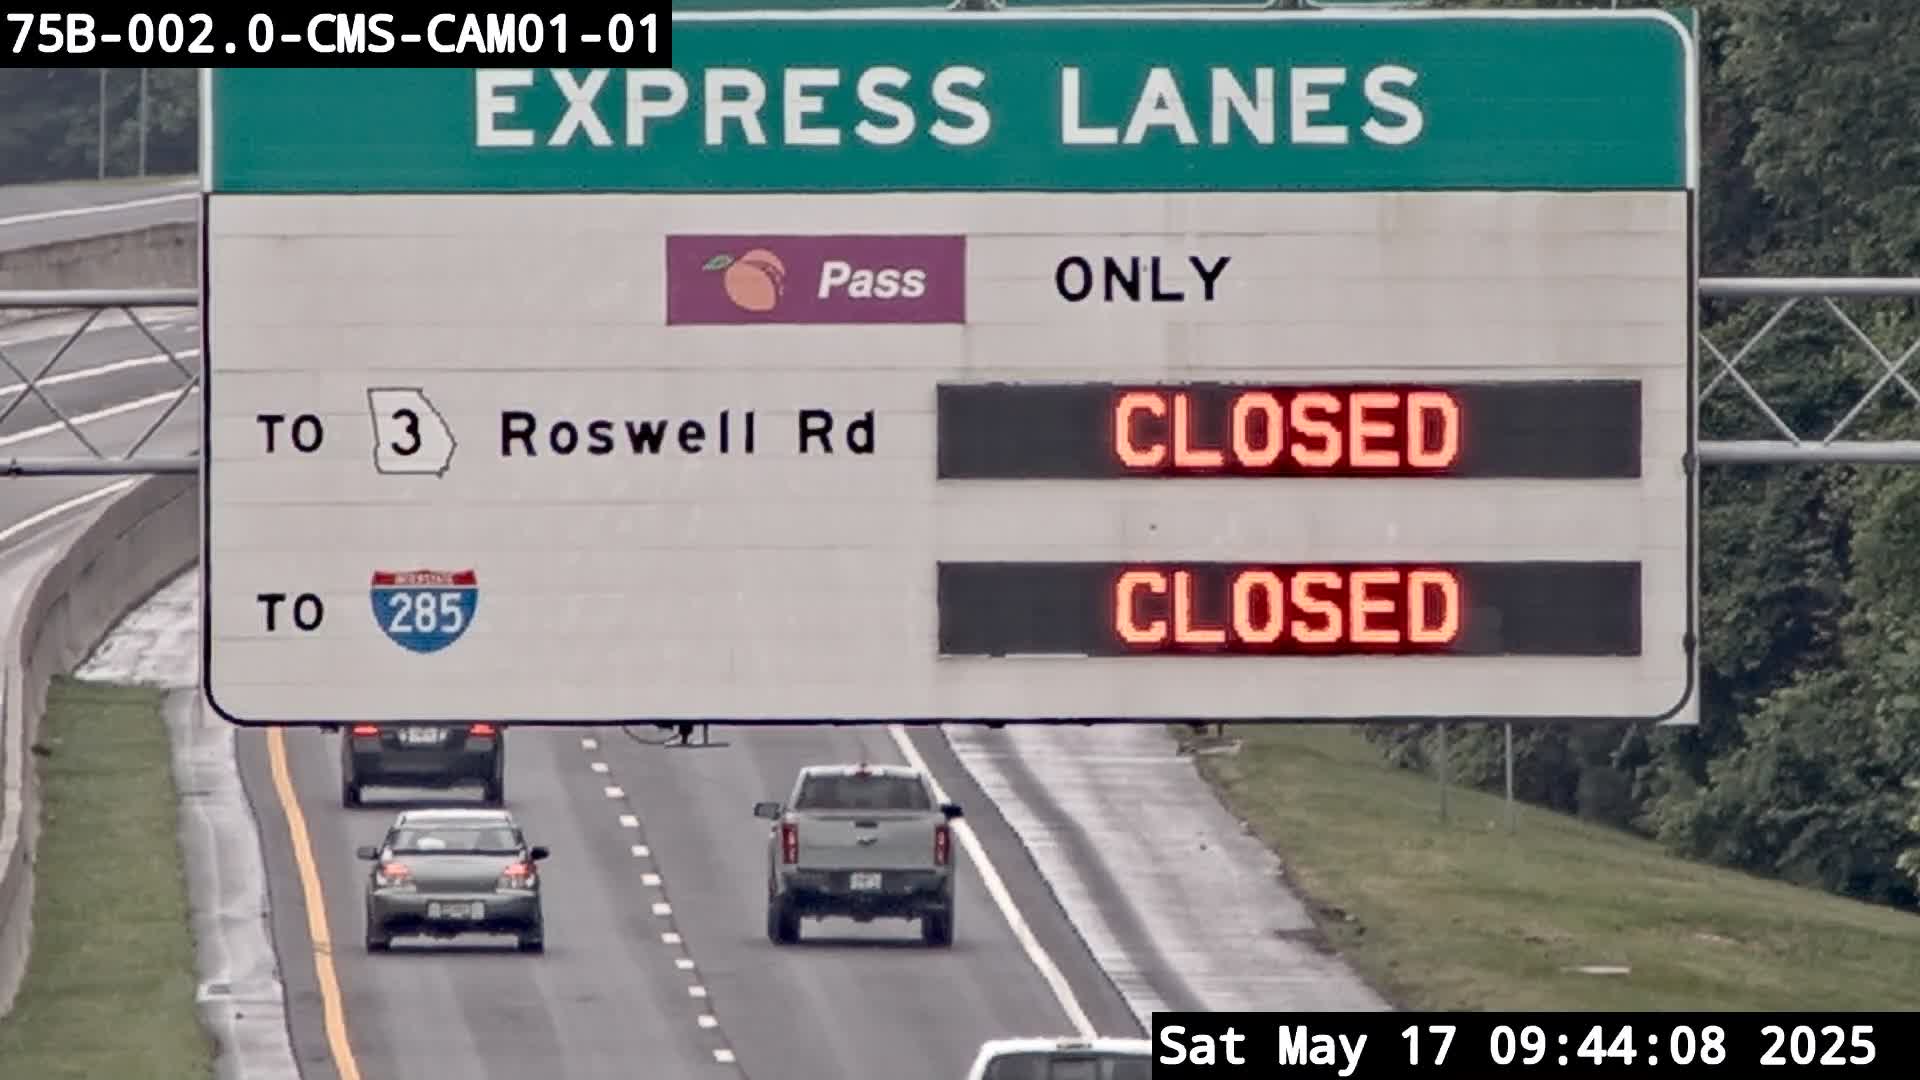 75B-002.0-CMS-CAM01-01
EXPRESS LANES
Pass ONLY
TO 3 Roswell Rd CLOSED
INTERSTATE
TO 285 CLOSED
Sat May 17 09:44:08 2025